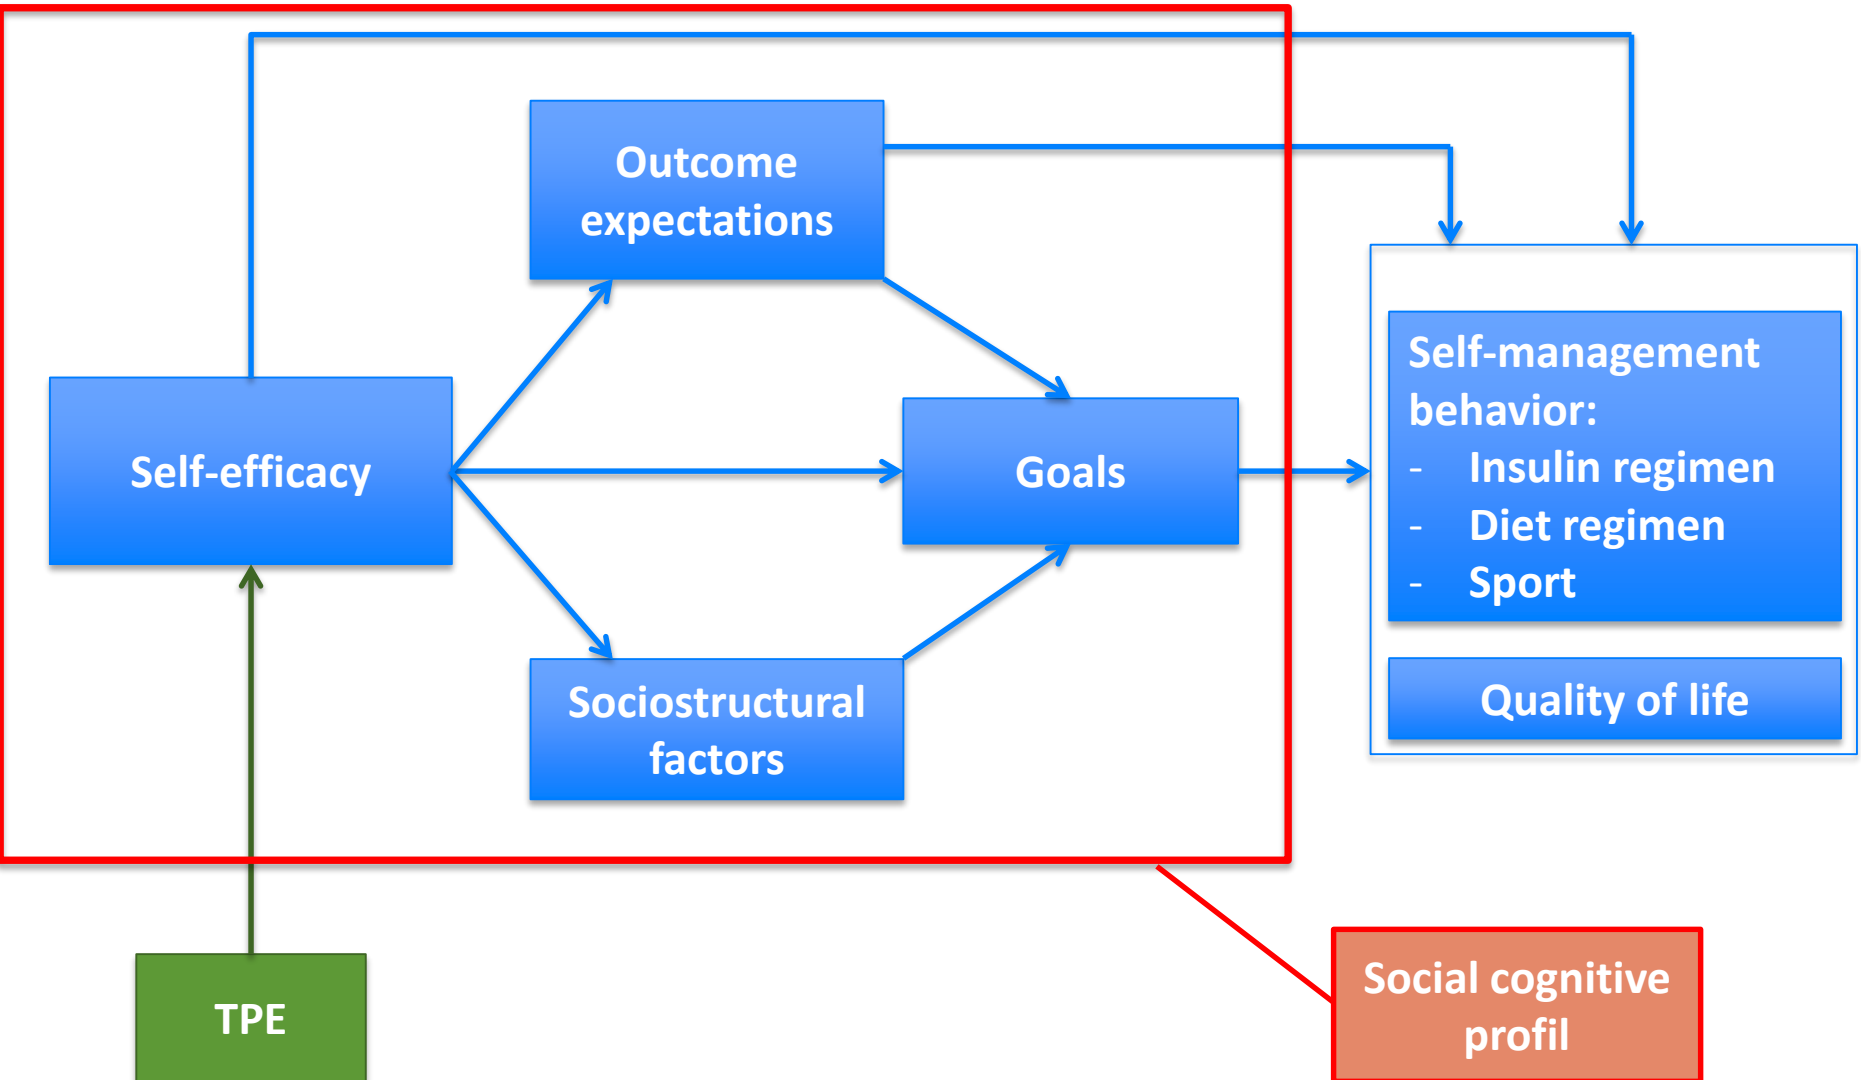 Outcome
expectations
Self-efficacy
Goals
Sociostructural
factors
Self-management
behavior:
- Insulin regimen
- Diet regimen
- Sport
Quality of life
TPE
Social cognitive
profil